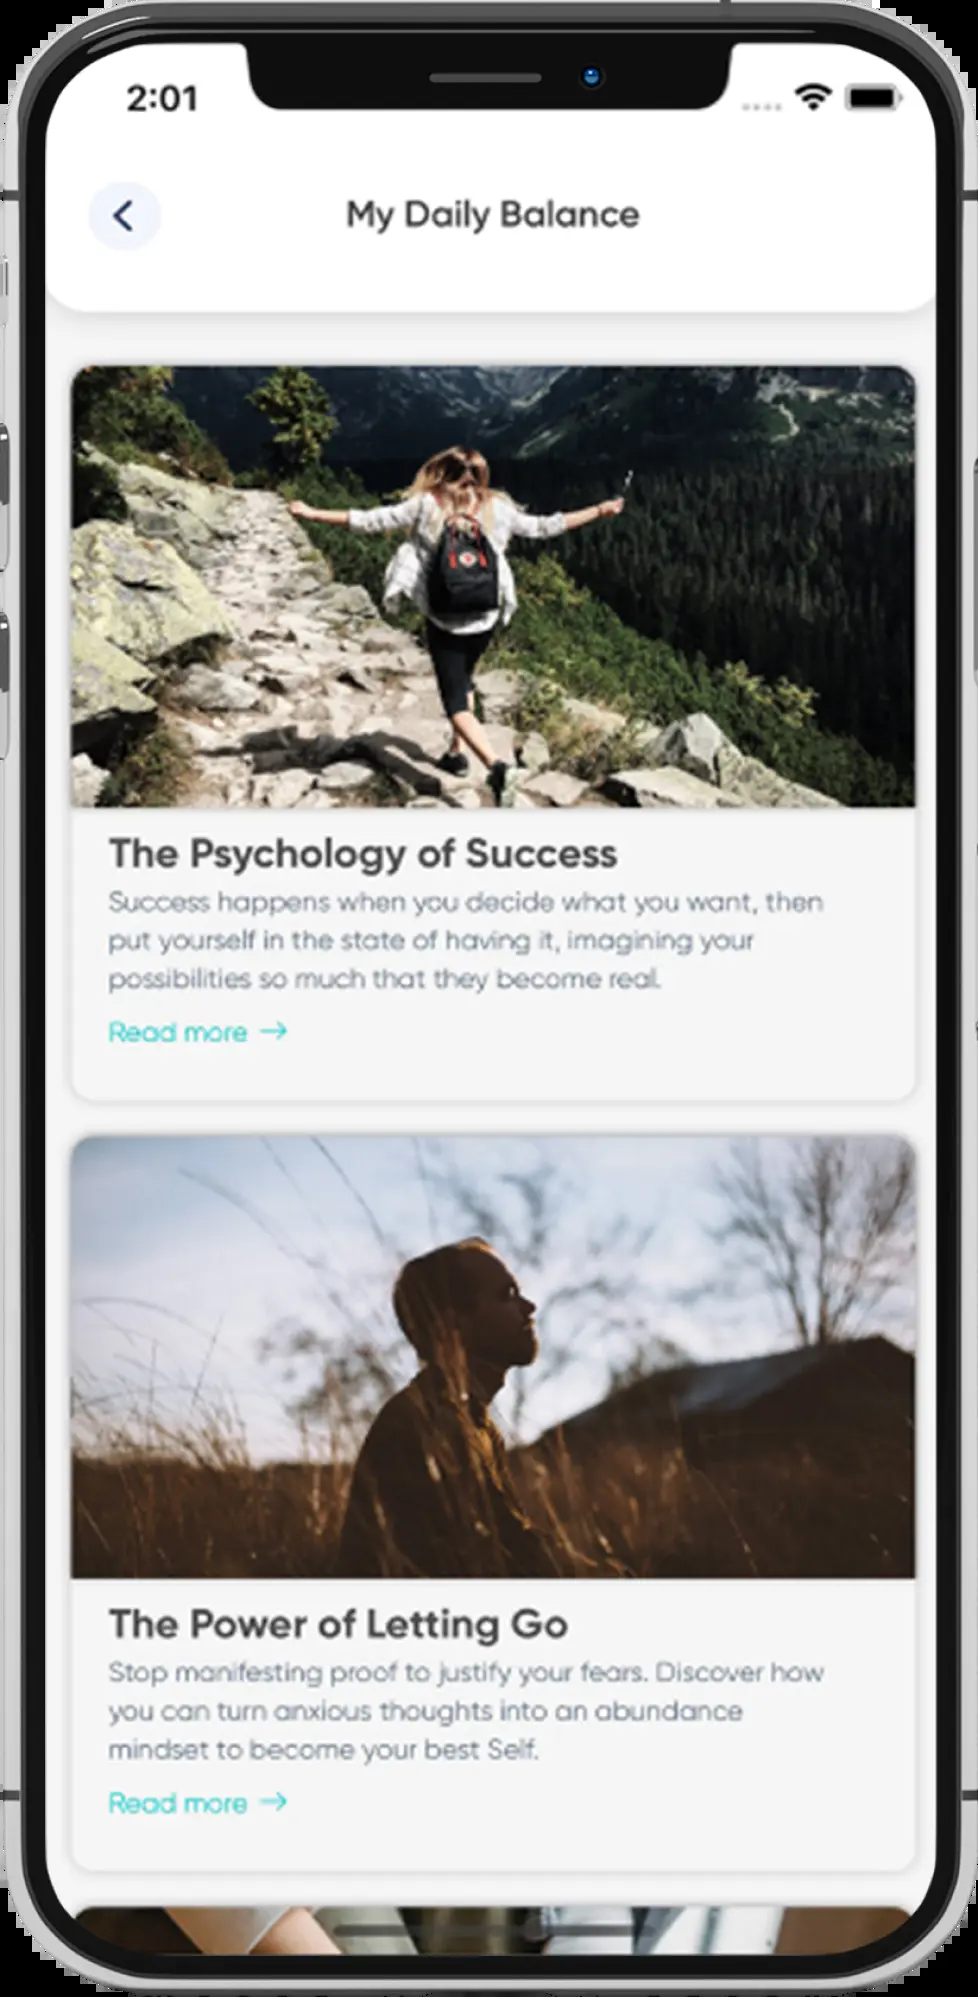 2:01
My Daily Balance
The Psychology of Success
Success happens when you decide what you want, then
put yourself in the state of having it, imagining your
possibilities so much that they become real.
Read more →
The Power of Letting Go
Stop manifesting proof to justify your fears. Discover how
you can turn anxious thoughts into an abundance
mindset to become your best Self.
Read more →